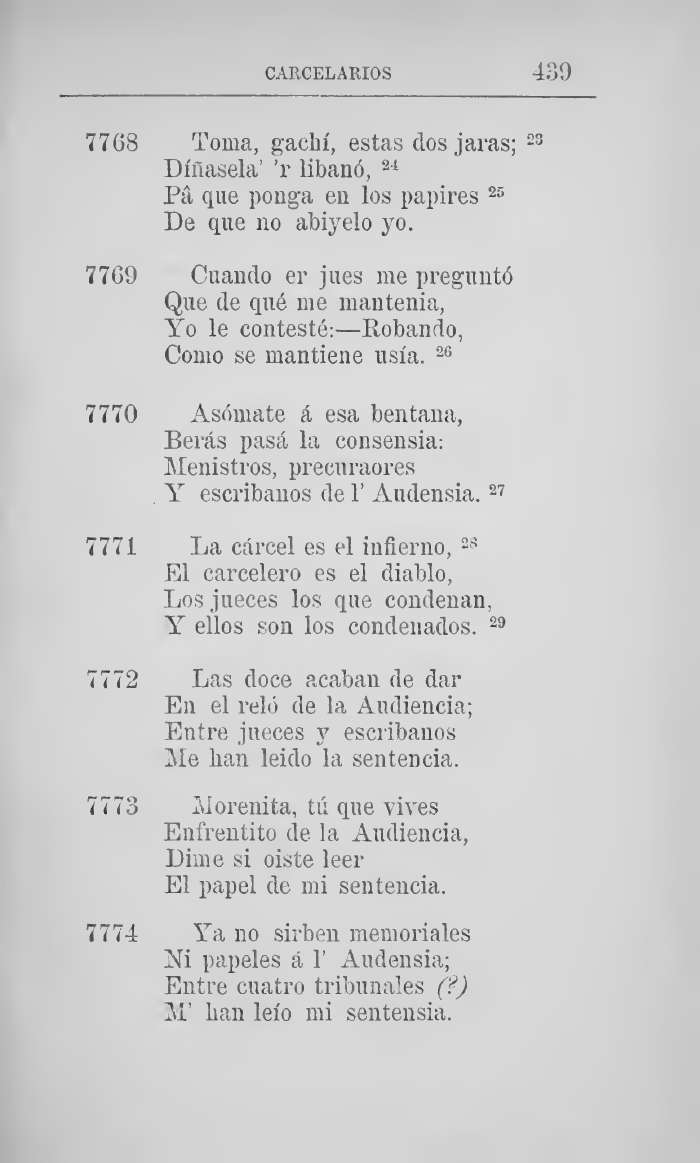 CARCELARIOS 439
7768 Toma, gachí, estas dos jaras; ²³
Díñasela' 'r libanó, ²⁴
Pâ que ponga en los papires ²⁵
De que no abiyelo yo.
7769 Cuando er jues me preguntó
Que de qué me mantenia,
Yo le contesté:—Robando,
Como se mantiene usía. ²⁶
7770 Asómate á esa bentana,
Berás pasá la consensia:
Menistros, precuraores
Y escribanos de l' Audensia. ²⁷
7771 La cárcel es el infierno, ²⁸
El carcelero es el diablo,
Los jueces los que condenan,
Y ellos son los condenados. ²⁹
7772 Las doce acaban de dar
En el reló de la Audiencia;
Entre jueces y escribanos
Me han leido la sentencia.
7773 Morenita, tú que vives
Enfrentito de la Audiencia,
Dime si oiste leer
El papel de mi sentencia.
7774 Ya no sirben memoriales
Ni papeles á l' Audensia;
Entre cuatro tribunales (?)
M' han leío mi sentensia.